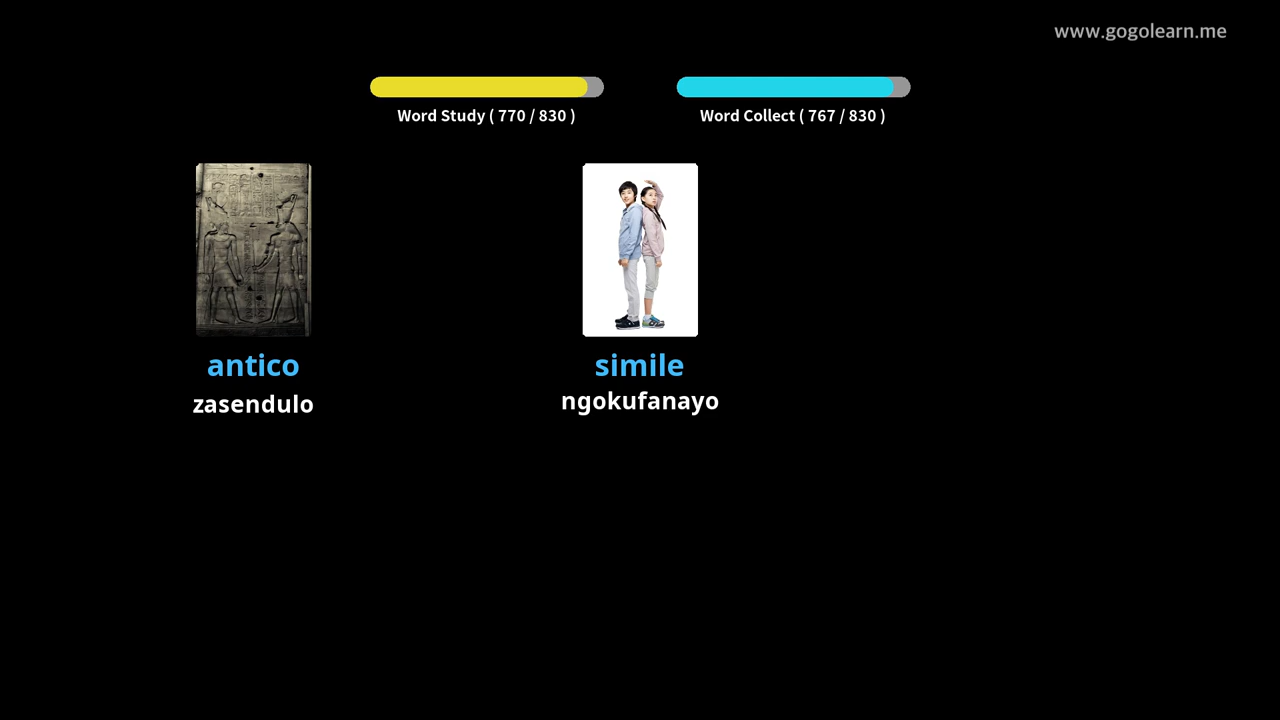 www.gogolearn.me
Word Study ( 770 / 830 )
Word Collect ( 767 / 830 )
antico
zasendulo
simile
ngokufanayo